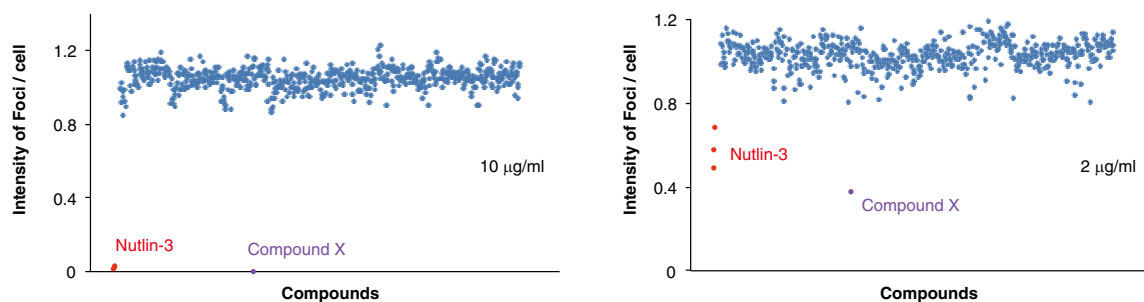 Intensity of Foci / cell
1.2
0.8
0.4
0
10 μg/ml
Nutlin-3
Compound X
Compounds
Intensity of Foci / cell
1.2
0.8
0.4
0
Nutlin-3
2 μg/ml
Compound X
Compounds